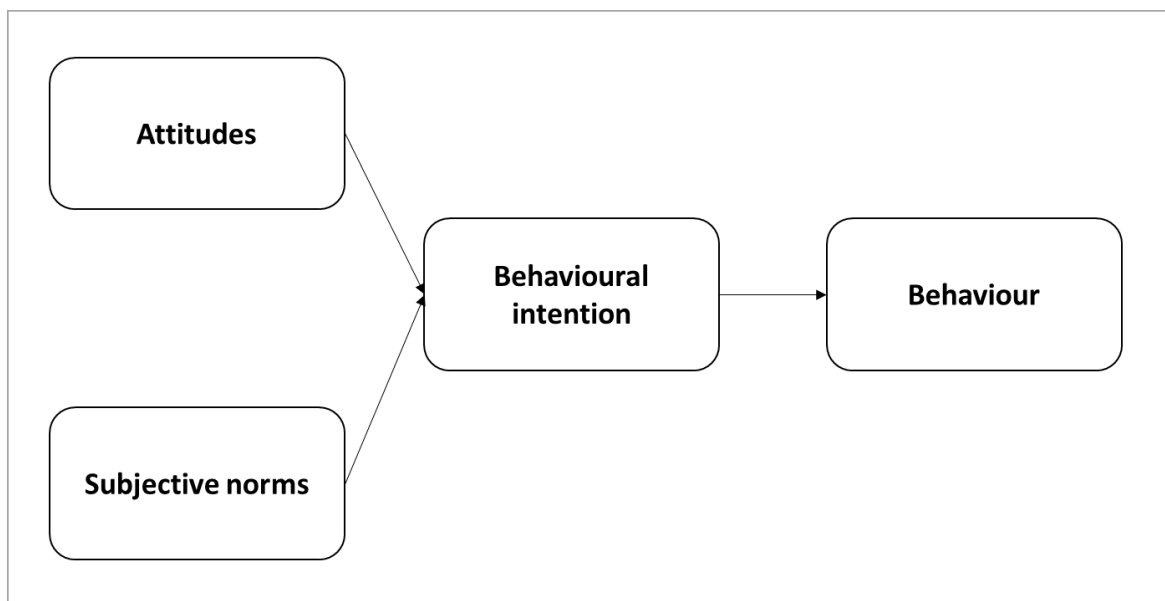 Attitudes
Behavioural
intention
Behaviour
Subjective norms